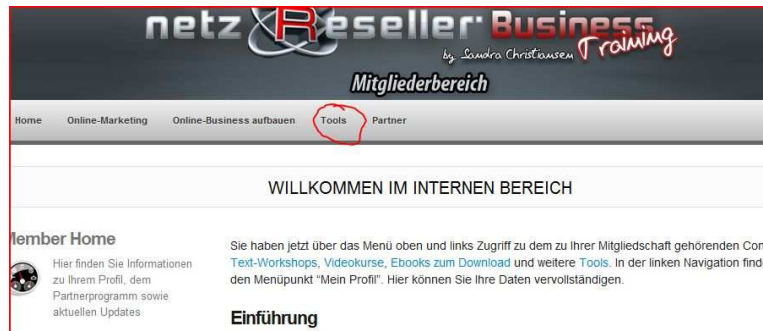 netz Reseller Business
by Sandra Christiansen Training
Mitgliederbereich
Home Online-Marketing Online-Business aufbauen Tools Partner
WILLKOMMEN IM INTERNEN BEREICH
Member Home
Hier finden Sie Informationen
zu Ihrem Profil, dem
Partnerprogramm sowie
aktuellen Updates
Sie haben jetzt über das Menü oben und links Zugriff zu dem zu Ihrer Mitgliedschaft gehörenden Con
Text-Workshops, Videokurse, Ebooks zum Download und weitere Tools. In der linken Navigation find
den Menüpunkt "Mein Profil". Hier können Sie Ihre Daten vervollständigen.
Einführung